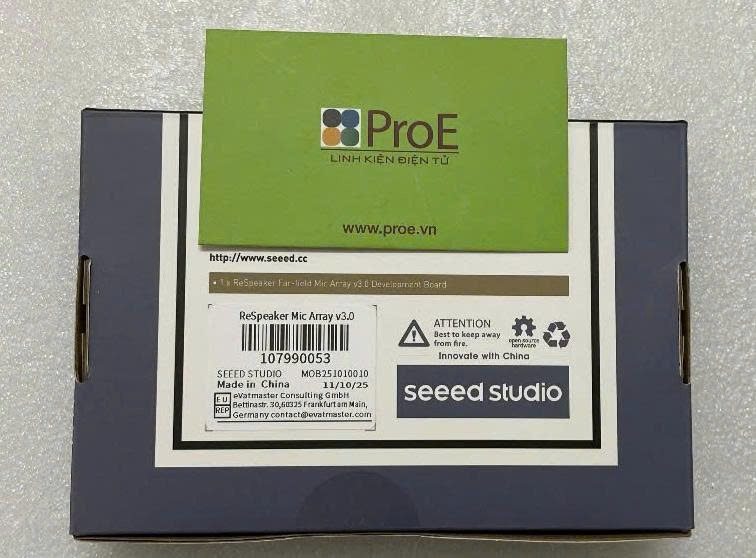 ProE
LINH KIỆN ĐIỆN TỬ
www.proe.vn
http://www.seeed.cc
• 1 x ReSpeaker Far-field Mic Array v3.0 Development Board
ReSpeaker Mic Array v3.0
107990053
SEEED STUDIO MOB251010010
Made in China 11/10/25
EU REP
eVatmaster Consulting GmbH
Bettinastr. 30,60325 Frankfurt am Main,
Germany contact@evatmaster.com
ATTENTION
Best to keep away
from fire.
open source
hardware
Innovate with China
seeed studio